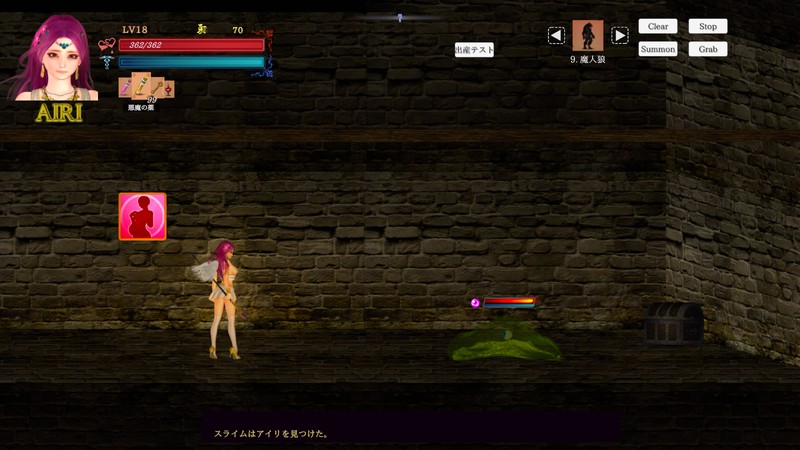 LV18
70
362/362
AIRI
99
悪魔の薬
出産テスト
9. 魔人狼
Clear
Stop
Summon
Grab
スライムはアイリを見つけた。